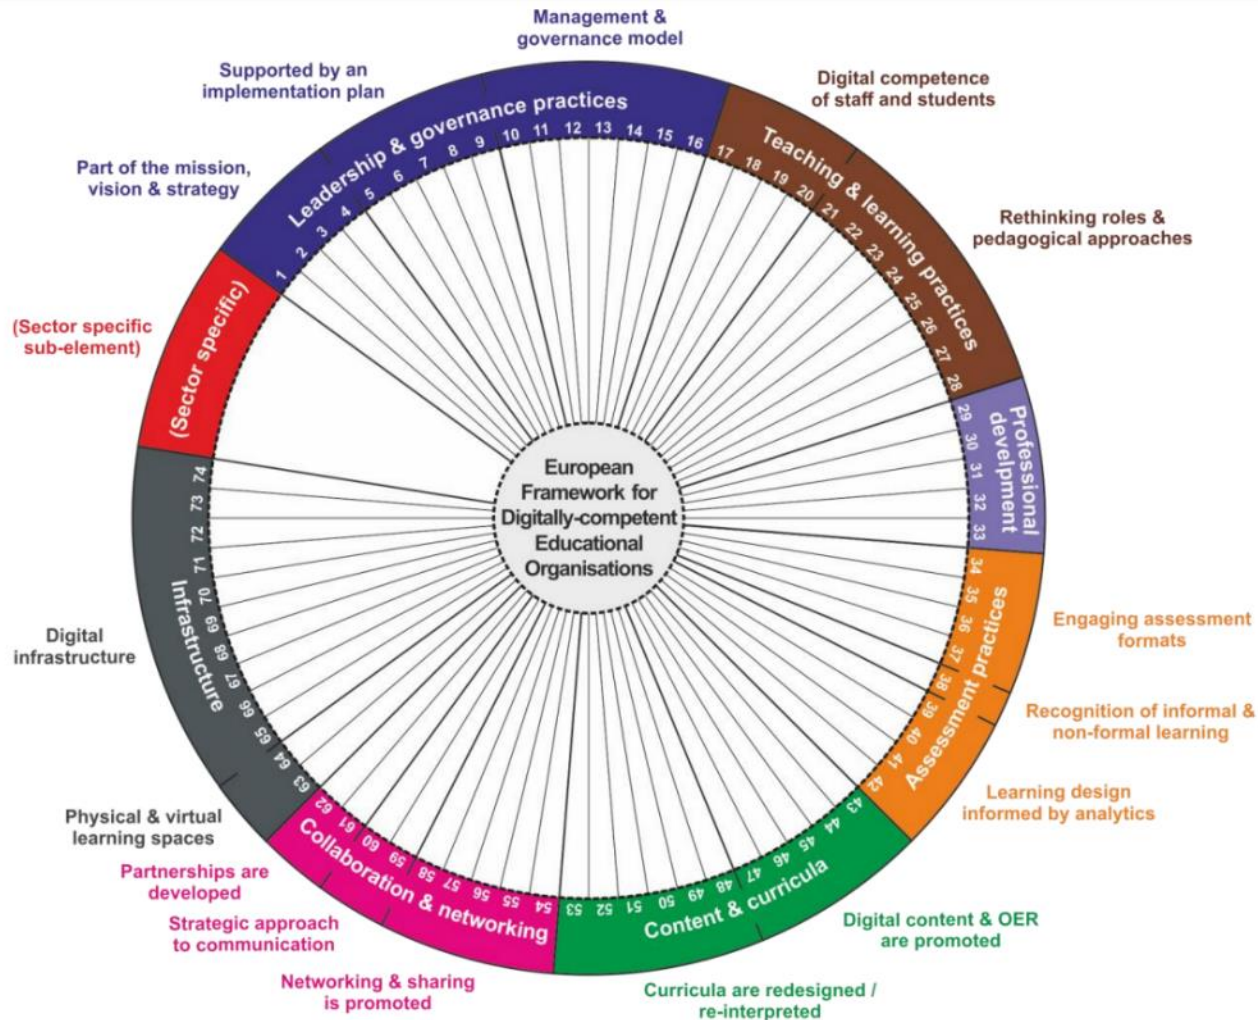 Management &
governance model
Supported by an
implementation plan
Part of the mission,
vision & strategy
(Sector specific
sub-element)
Digital
infrastructure
Physical & virtual
learning spaces
Partnerships are
developed
Strategic approach
to communication
Networking & sharing
is promoted
Curricula are redesigned /
re-interpreted
Digital content & OER
are promoted
Learning design
informed by analytics
Recognition of informal &
non-formal learning
Engaging assessment
formats
Rethinking roles &
pedagogical approaches
Digital competence
of staff and students
Leadership & governance practices
1 2 3 4 5 6 7 8 9 10 11 12 13 14 15 16
Teaching & learning practices
17 18 19 20 21 22 23 24 25 26 27 28
Professional
develpment
29 30 31 32 33
Assessment practices
34 35 36 37 38 39 40 41 42
Content & curricula
43 44 45 46 47 48 49 50 51 52 53
Collaboration & networking
54 55 56 57 58 59 60 61 62
Infrastructure
63 64 65 66 67 68 69 70 71 72 73 74
(Sector specific)
European
Framework for
Digitally-competent
Educational
Organisations